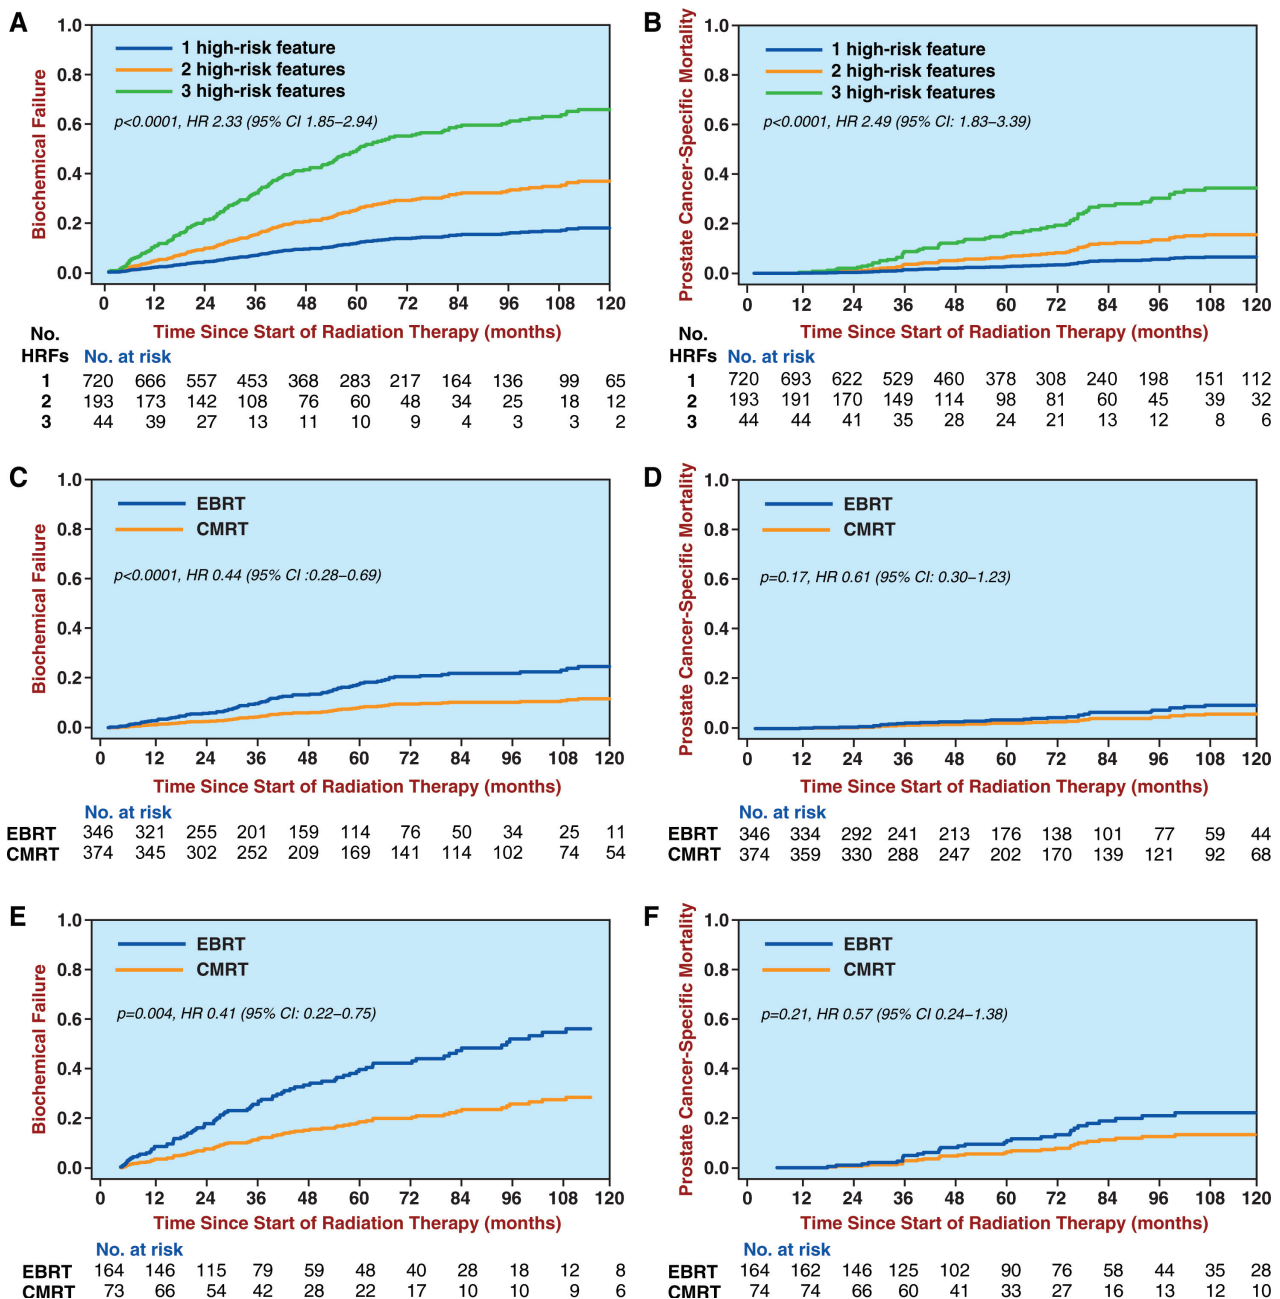 A
Biochemical Failure
1.0
0.8
0.6
0.4
0.2
0.0
1 high-risk feature
2 high-risk features
3 high-risk features
p<0.0001, HR 2.33 (95% CI 1.85–2.94)
0 12 24 36 48 60 72 84 96 108 120
Time Since Start of Radiation Therapy (months)
No.
HRFs No. at risk
1 720 666 557 453 368 283 217 164 136 99 65
2 193 173 142 108 76 60 48 34 25 18 12
3 44 39 27 13 11 10 9 4 3 3 2
B
Prostate Cancer-Specific Mortality
1.0
0.8
0.6
0.4
0.2
0.0
1 high-risk feature
2 high-risk features
3 high-risk features
p<0.0001, HR 2.49 (95% CI: 1.83–3.39)
0 12 24 36 48 60 72 84 96 108 120
Time Since Start of Radiation Therapy (months)
No.
HRFs No. at risk
1 720 693 622 529 460 378 308 240 198 151 112
2 193 191 170 149 114 98 81 60 45 39 32
3 44 44 41 35 28 24 21 13 12 8 6
C
Biochemical Failure
1.0
0.8
0.6
0.4
0.2
0.0
EBRT
CMRT
p<0.0001, HR 0.44 (95% CI :0.28–0.69)
0 12 24 36 48 60 72 84 96 108 120
Time Since Start of Radiation Therapy (months)
No. at risk
EBRT 346 321 255 201 159 114 76 50 34 25 11
CMRT 374 345 302 252 209 169 141 114 102 74 54
D
Prostate Cancer-Specific Mortality
1.0
0.8
0.6
0.4
0.2
0.0
EBRT
CMRT
p=0.17, HR 0.61 (95% CI: 0.30–1.23)
0 12 24 36 48 60 72 84 96 108 120
Time Since Start of Radiation Therapy (months)
No. at risk
EBRT 346 334 292 241 213 176 138 101 77 59 44
CMRT 374 359 330 288 247 202 170 139 121 92 68
E
Biochemical Failure
1.0
0.8
0.6
0.4
0.2
0.0
EBRT
CMRT
p=0.004, HR 0.41 (95% CI: 0.22–0.75)
0 12 24 36 48 60 72 84 96 108 120
Time Since Start of Radiation Therapy (months)
No. at risk
EBRT 164 146 115 79 59 48 40 28 18 12 8
CMRT 73 66 54 42 28 22 17 10 10 9 6
F
Prostate Cancer-Specific Mortality
1.0
0.8
0.6
0.4
0.2
0.0
EBRT
CMRT
p=0.21, HR 0.57 (95% CI 0.24–1.38)
0 12 24 36 48 60 72 84 96 108 120
Time Since Start of Radiation Therapy (months)
No. at risk
EBRT 164 162 146 125 102 90 76 58 44 35 28
CMRT 74 74 66 60 41 33 27 16 13 12 10